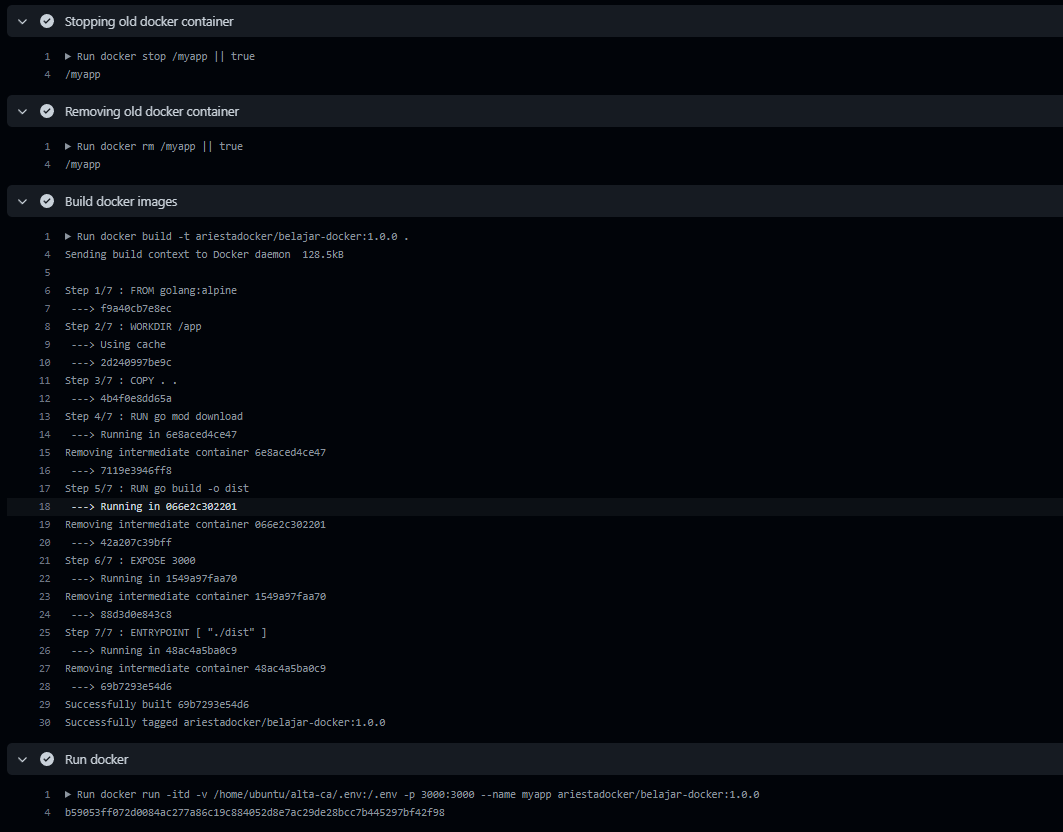 Stopping old docker container
1 ▶ Run docker stop /myapp || true
4 /myapp
Removing old docker container
1 ▶ Run docker rm /myapp || true
4 /myapp
Build docker images
1 ▶ Run docker build -t ariestadocker/belajar-docker:1.0.0 .
4 Sending build context to Docker daemon  128.5kB
5
6 Step 1/7 : FROM golang:alpine
7  ---> f9a40cb7e8ec
8 Step 2/7 : WORKDIR /app
9  ---> Using cache
10  ---> 2d240997be9c
11 Step 3/7 : COPY . .
12  ---> 4b4f0e8dd65a
13 Step 4/7 : RUN go mod download
14  ---> Running in 6e8aced4ce47
15 Removing intermediate container 6e8aced4ce47
16  ---> 7119e3946ff8
17 Step 5/7 : RUN go build -o dist
18  ---> Running in 066e2c302201
19 Removing intermediate container 066e2c302201
20  ---> 42a207c39bff
21 Step 6/7 : EXPOSE 3000
22  ---> Running in 1549a97faa70
23 Removing intermediate container 1549a97faa70
24  ---> 88d3d0e843c8
25 Step 7/7 : ENTRYPOINT [ "./dist" ]
26  ---> Running in 48ac4a5ba0c9
27 Removing intermediate container 48ac4a5ba0c9
28  ---> 69b7293e54d6
29 Successfully built 69b7293e54d6
30 Successfully tagged ariestadocker/belajar-docker:1.0.0
Run docker
1 ▶ Run docker run -itd -v /home/ubuntu/alta-ca/.env:/.env -p 3000:3000 --name myapp ariestadocker/belajar-docker:1.0.0
4 b59053ff072d0084ac277a86c19c884052d8e7ac29de28bcc7b445297bf42f98